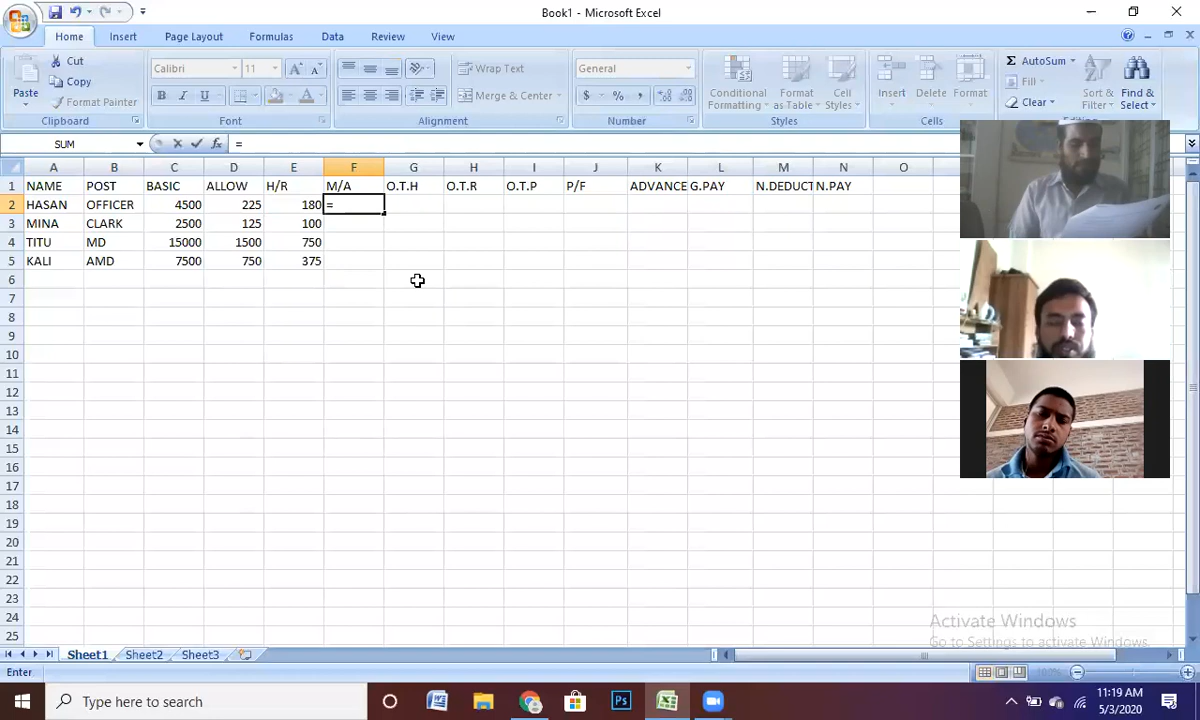 Book1 - Microsoft Excel
Home Insert Page Layout Formulas Data Review View
Paste
Cut
Copy
Format Painter
Clipboard
Calibri 11
B I U
Font
Wrap Text
Merge & Center
Alignment
General
$ % ,
Number
Conditional Formatting
Format as Table
Cell Styles
Styles
Insert Delete Format
Cells
Σ AutoSum
Fill
Clear
Sort & Filter
Find & Select
SUM fx =
A B C D E F G H I J K L M N O
1 NAME POST BASIC ALLOW H/R M/A O.T.H O.T.R O.T.P P/F ADVANCE G.PAY N.DEDUCT N.PAY
2 HASAN OFFICER 4500 225 180 =
3 MINA CLARK 2500 125 100
4 TITU MD 15000 1500 750
5 KALI AMD 7500 750 375
6
7
8
9
10
11
12
13
14
15
16
17
18
19
20
21
22
23
24
25
Activate Windows
Go to Settings to activate Windows.
Sheet1 Sheet2 Sheet3
Enter
Type here to search
11:19 AM
5/3/2020